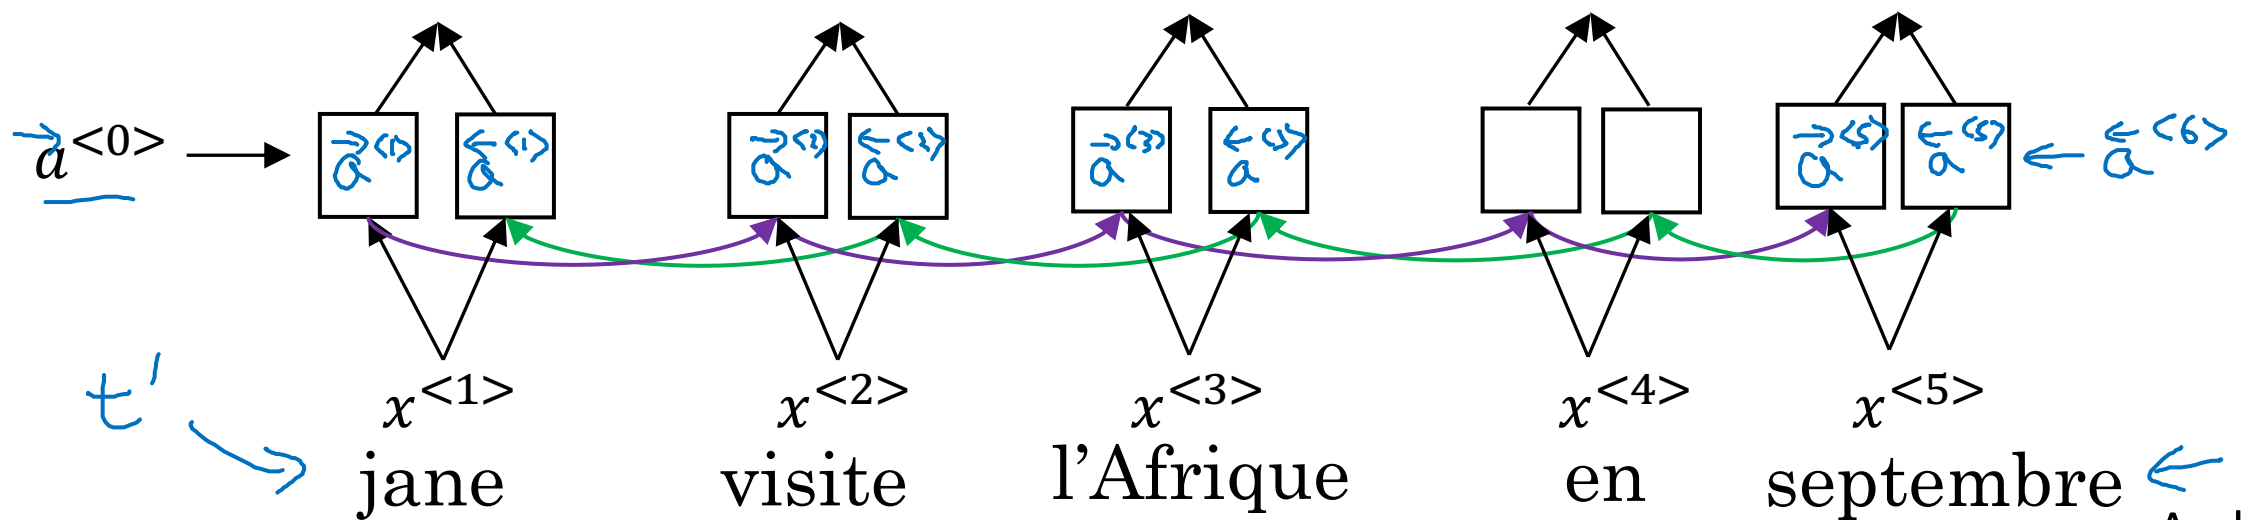 →a<0> →a<1> ←a<1> →a<2> ←a<2> →a<3> ←a<3> →a<5> ←a<5> ←a<6>
t'
x<1> x<2> x<3> x<4> x<5>
jane visite l'Afrique en septembre